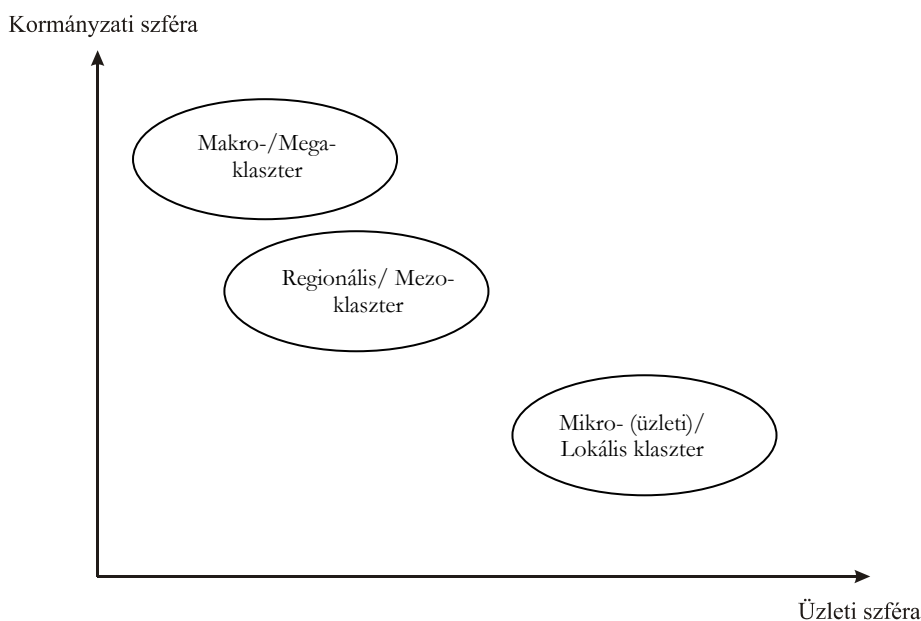 Kormányzati szféra
Makro-/Mega-
klaszter
Regionális/ Mezo-
klaszter
Mikro- (üzleti)/
Lokális klaszter
Üzleti szféra